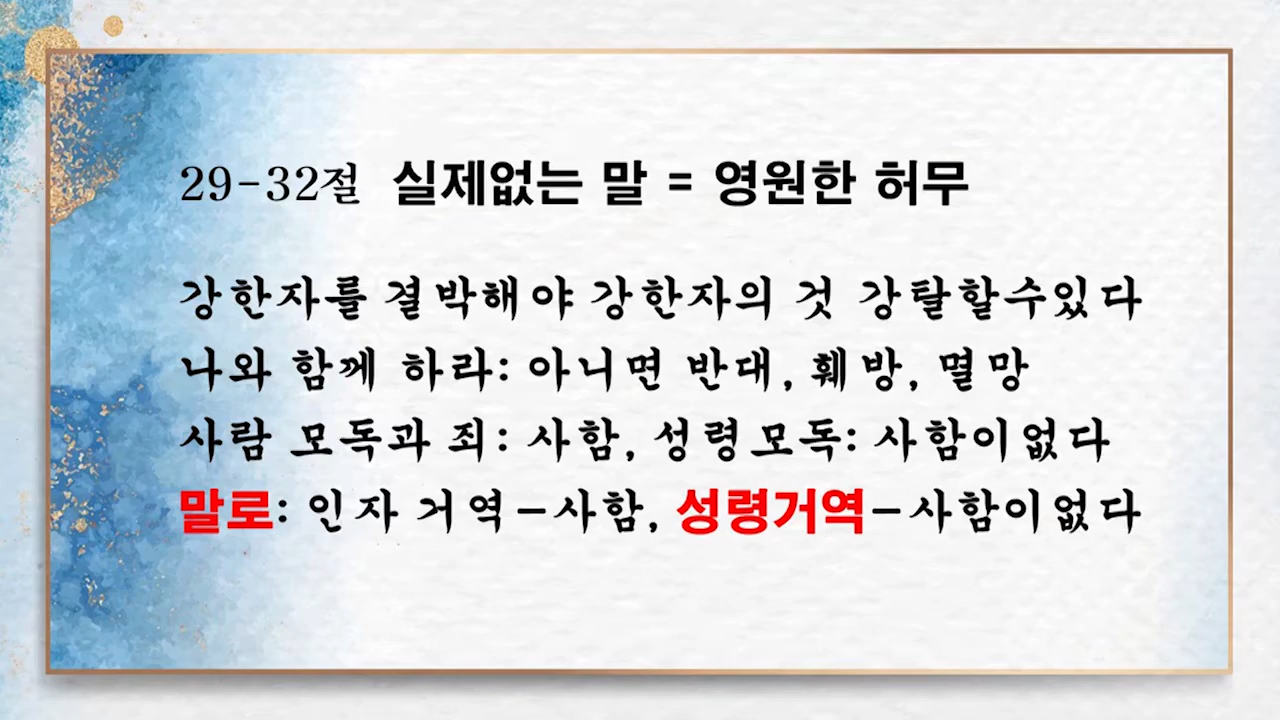 29-32절 실제없는 말 = 영원한 허무
강한자를 결박해야 강한자의 것 강탈할수있다
나와 함께 하라: 아니면 반대, 훼방, 멸망
사람 모독과 죄: 사함, 성령모독: 사함이없다
말로: 인자 거역-사함, 성령거역-사함이없다